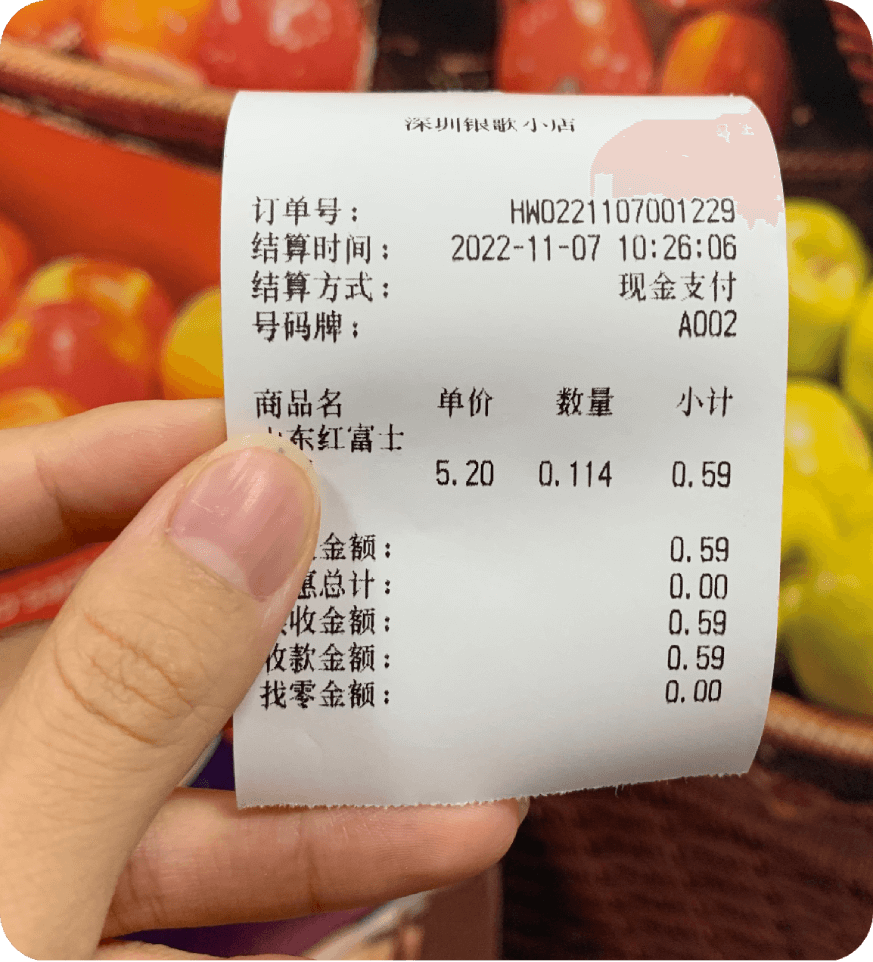 深圳银歌小店
订单号： HW0221107001229
结算时间： 2022-11-07 10:26:06
结算方式： 现金支付
号码牌： A002
商品名 单价 数量 小计
山东红富士
5.20 0.114 0.59
金额： 0.59
惠总计： 0.00
收金额： 0.59
收款金额： 0.59
找零金额： 0.00